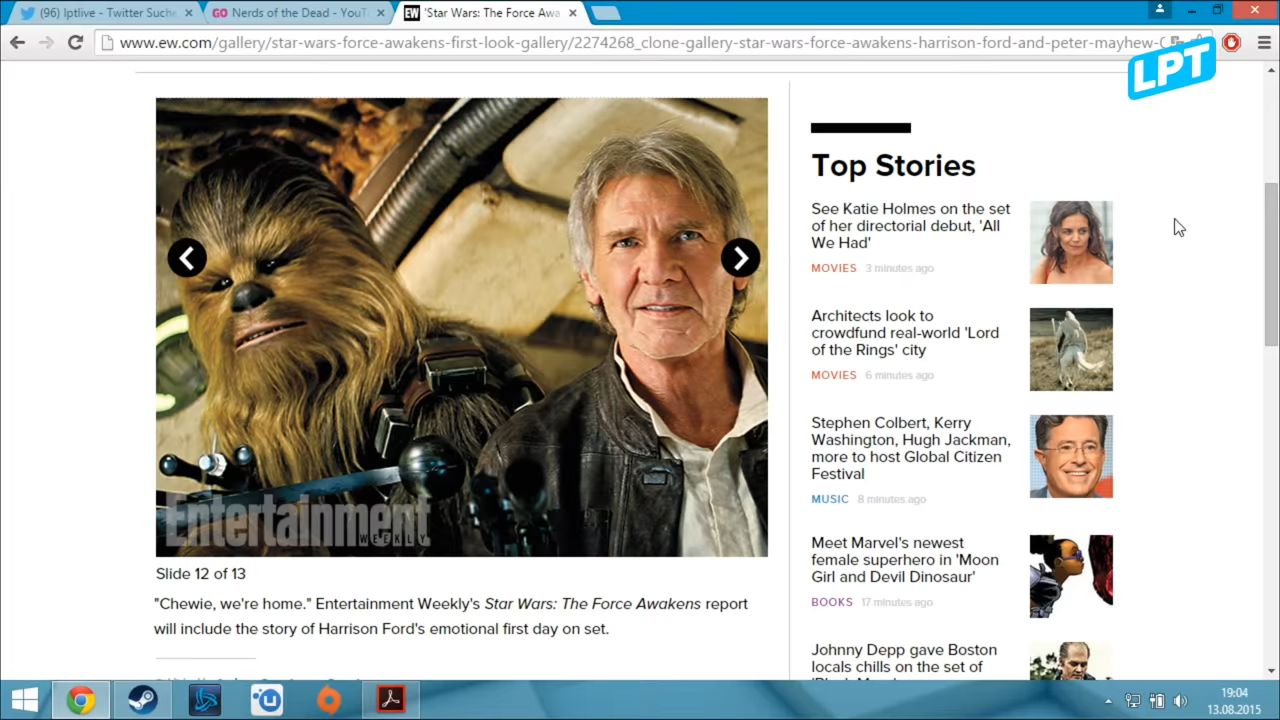 (96) lptlive - Twitter Suche
GO Nerds of the Dead - YouT
EW 'Star Wars: The Force Awa
www.ew.com/gallery/star-wars-force-awakens-first-look-gallery/2274268_clone-gallery-star-wars-force-awakens-harrison-ford-and-peter-mayhew-
LPT
Entertainment
WEEKLY
Slide 12 of 13
"Chewie, we're home." Entertainment Weekly's Star Wars: The Force Awakens report
will include the story of Harrison Ford's emotional first day on set.
Top Stories
See Katie Holmes on the set
of her directorial debut, 'All
We Had'
MOVIES 3 minutes ago
Architects look to
crowdfund real-world 'Lord
of the Rings' city
MOVIES 6 minutes ago
Stephen Colbert, Kerry
Washington, Hugh Jackman,
more to host Global Citizen
Festival
MUSIC 8 minutes ago
Meet Marvel's newest
female superhero in 'Moon
Girl and Devil Dinosaur'
BOOKS 17 minutes ago
Johnny Depp gave Boston
locals chills on the set of
19:04
13.08.2015